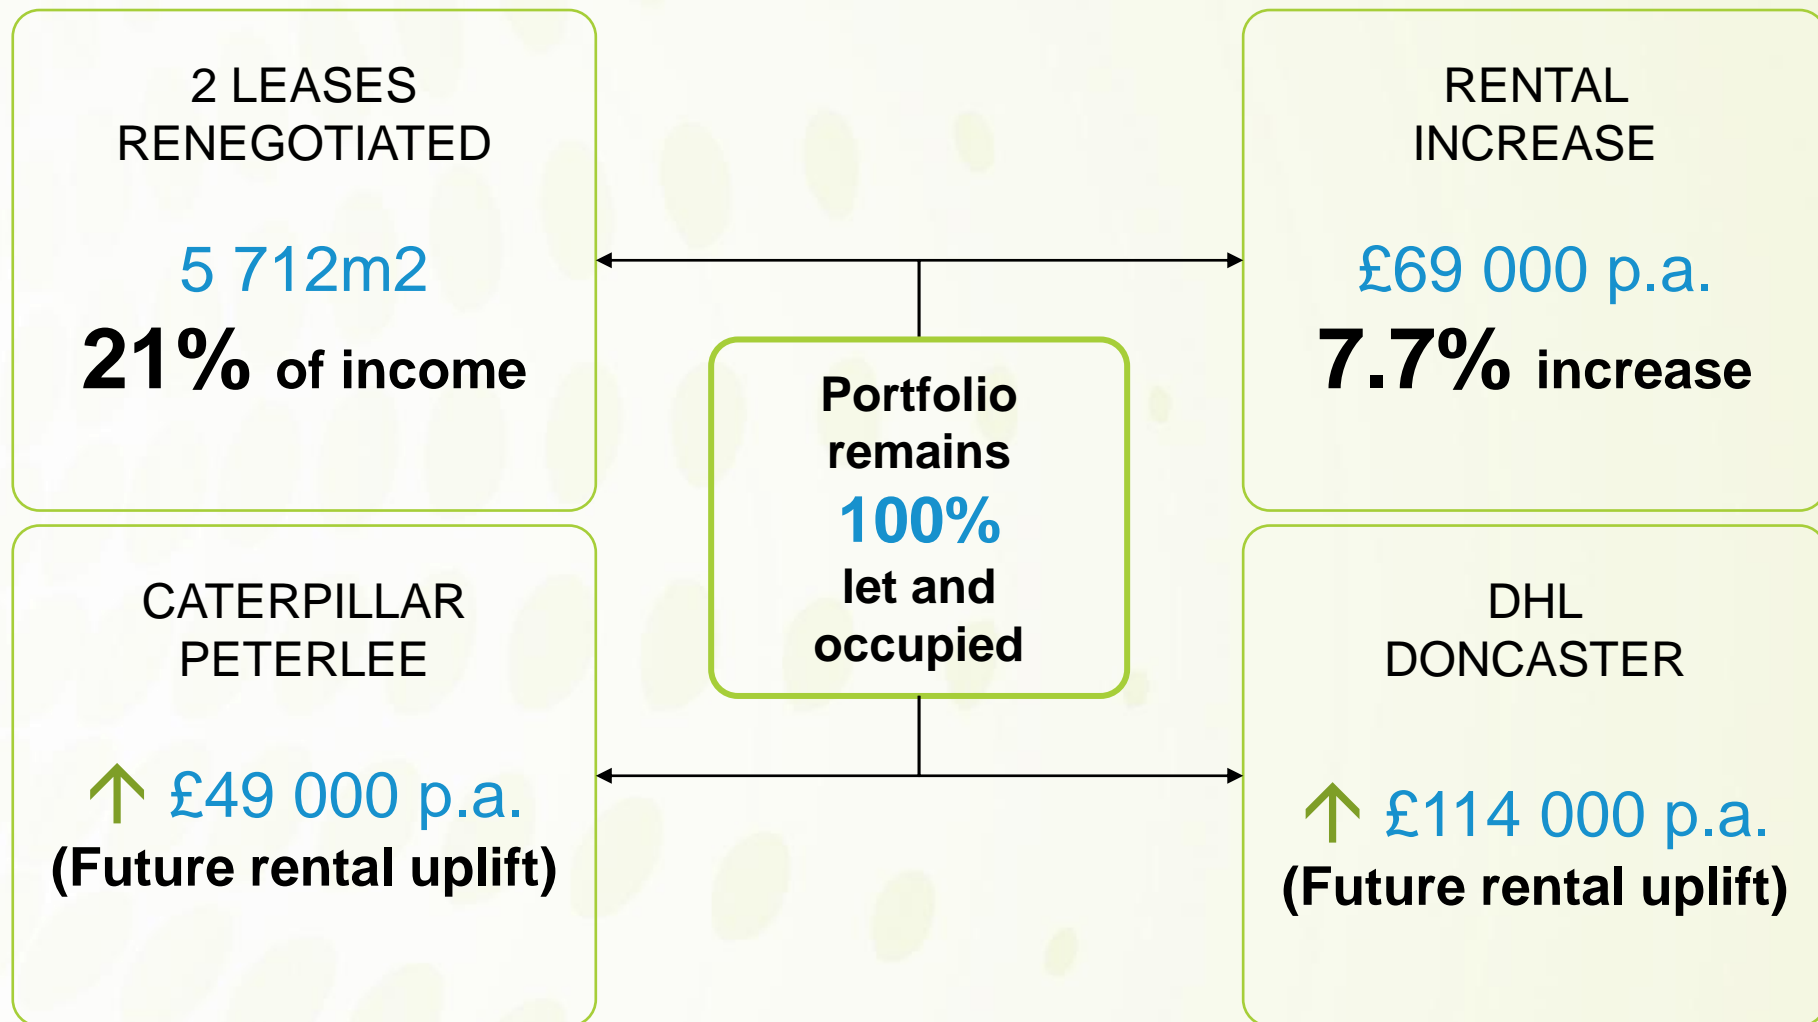 2 LEASES
RENEGOTIATED
5 712m2
21% of income
RENTAL
INCREASE
£69 000 p.a.
7.7% increase
Portfolio
remains
100%
let and
occupied
CATERPILLAR
PETERLEE
↑ £49 000 p.a.
(Future rental uplift)
DHL
DONCASTER
↑ £114 000 p.a.
(Future rental uplift)